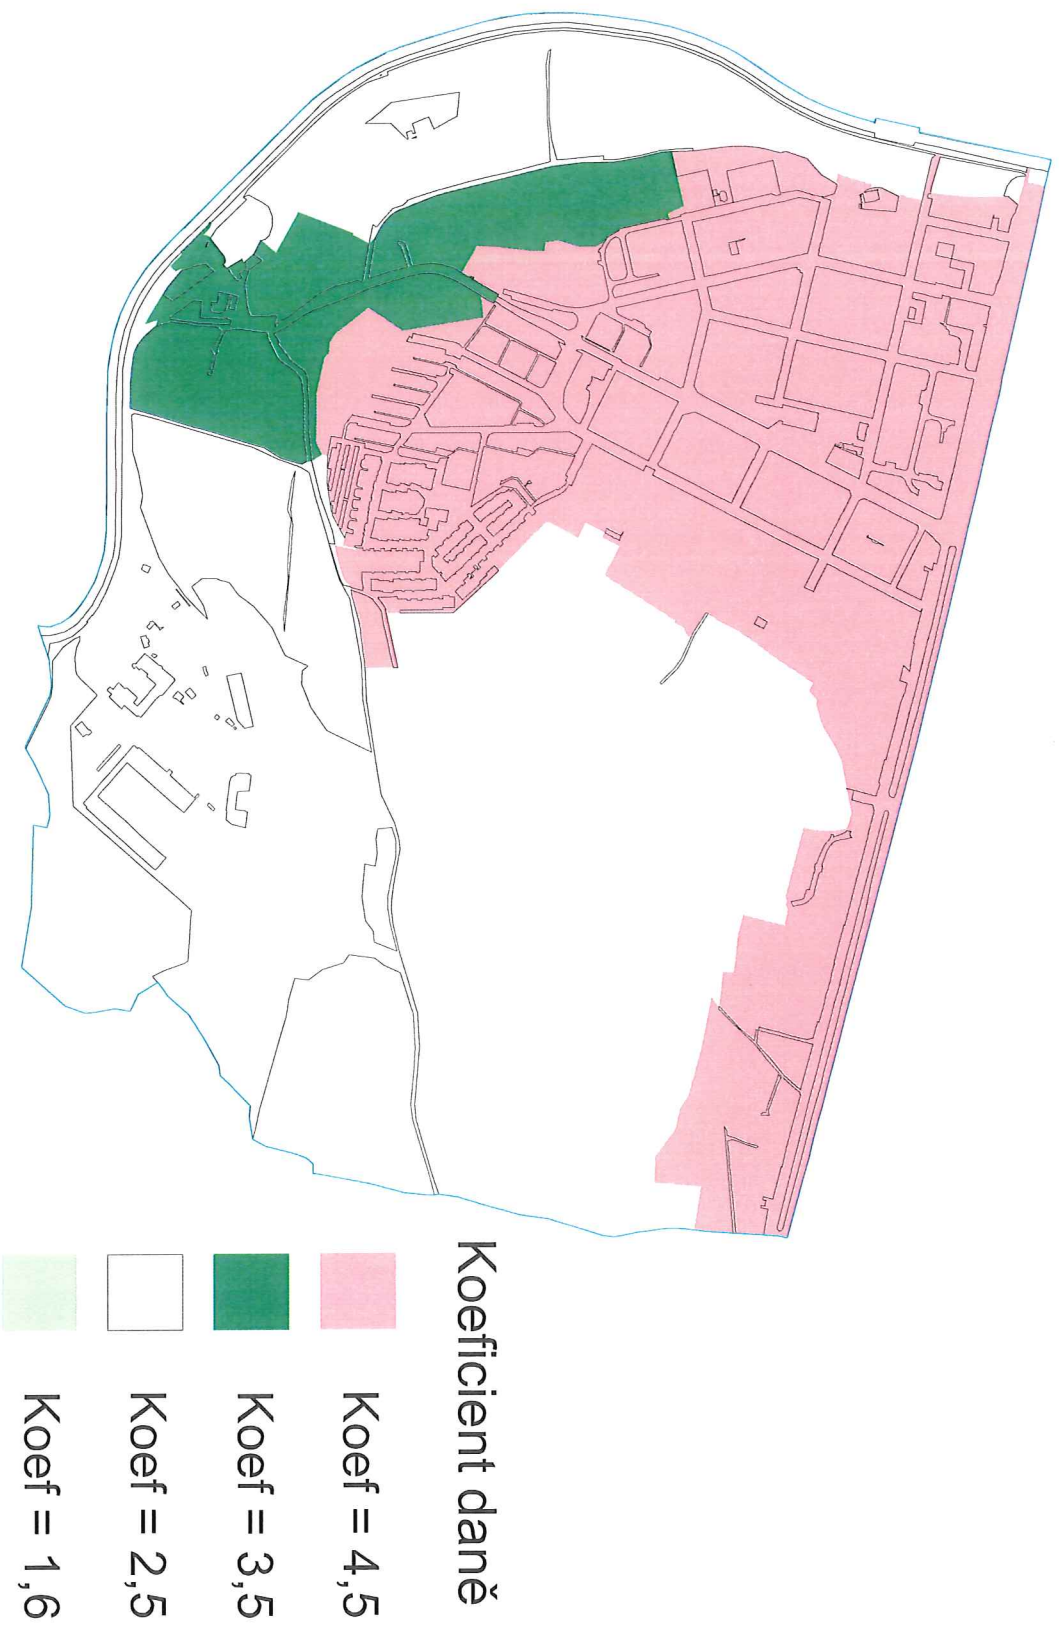 Koeficient daně
Koef = 4,5
Koef = 3,5
Koef = 2,5
Koef = 1,6